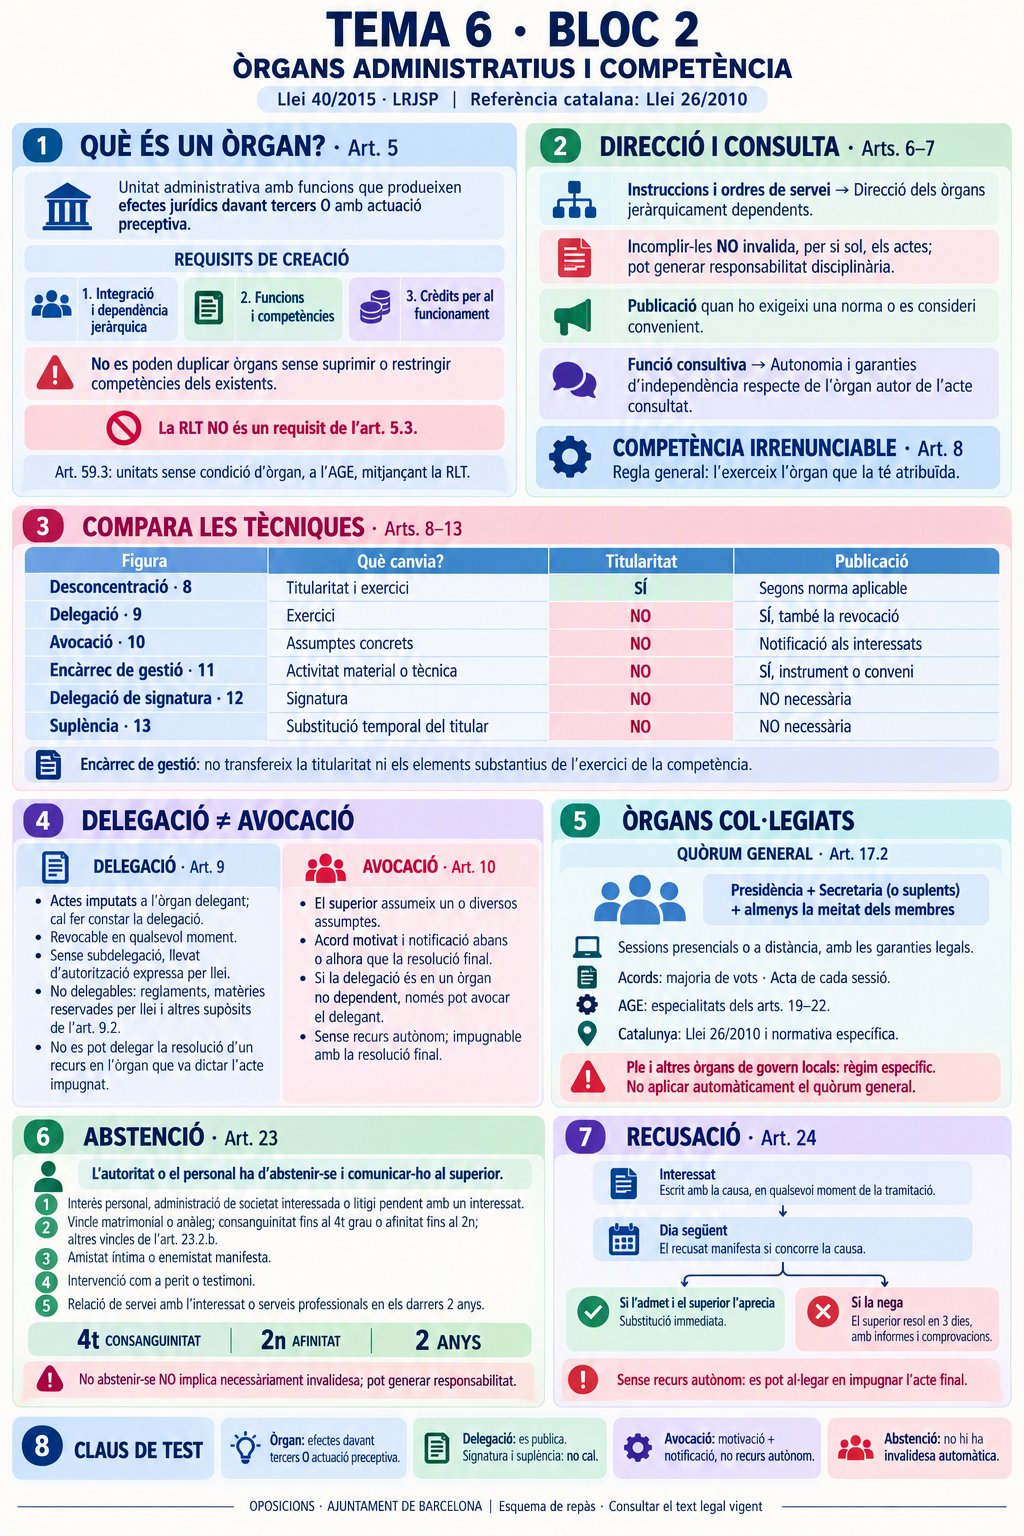 TEMA 6 · BLOC 2
ÒRGANS ADMINISTRATIUS I COMPETÈNCIA
Llei 40/2015 · LRJSP | Referència catalana: Llei 26/2010
1 QUÈ ÉS UN ÒRGAN? · Art. 5
Unitat administrativa amb funcions que produeixen
efectes jurídics davant tercers O amb actuació
preceptiva.
REQUISITS DE CREACIÓ
1. Integració
i dependència
jeràrquica
2. Funcions
i competències
3. Crèdits per al
funcionament
No es poden duplicar òrgans sense suprimir o restringir
competències dels existents.
La RLT NO és un requisit de l'art. 5.3.
Art. 59.3: unitats sense condició d'òrgan, a l'AGE, mitjançant la RLT.
2 DIRECCIÓ I CONSULTA · Arts. 6–7
Instruccions i ordres de servei → Direcció dels òrgans
jeràrquicament dependents.
Incomplir-les NO invalida, per si sol, els actes;
pot generar responsabilitat disciplinària.
Publicació quan ho exigeixi una norma o es consideri
convenient.
Funció consultiva → Autonomia i garanties
d'independència respecte de l'òrgan autor de l'acte
consultat.
COMPETÈNCIA IRRENUNCIABLE · Art. 8
Regla general: l'exerceix l'òrgan que la té atribuïda.
3 COMPARA LES TÈCNIQUES · Arts. 8–13
Figura Què canvia? Titularitat Publicació
Desconcentració · 8 Titularitat i exercici SÍ Segons norma aplicable
Delegació · 9 Exercici NO SÍ, també la revocació
Avocació · 10 Assumptes concrets NO Notificació als interessats
Encàrrec de gestió · 11 Activitat material o tècnica NO SÍ, instrument o conveni
Delegació de signatura · 12 Signatura NO NO necessària
Suplència · 13 Substitució temporal del titular NO NO necessària
Encàrrec de gestió: no transfereix la titularitat ni els elements substantius de l'exercici de la competència.
4 DELEGACIÓ ≠ AVOCACIÓ
DELEGACIÓ · Art. 9
• Actes imputats a l'òrgan delegant;
cal fer constar la delegació.
• Revocable en qualsevol moment.
• Sense subdelegació, llevat
d'autorització expressa per llei.
• No delegables: reglaments, matèries
reservades per llei i altres supòsits
de l'art. 9.2.
• No es pot delegar la resolució d'un
recurs en l'òrgan que va dictar l'acte
impugnat.
AVOCACIÓ · Art. 10
• El superior assumeix un o diversos
assumptes.
• Acord motivat i notificació abans
o alhora que la resolució final.
• Si la delegació és en un òrgan
no dependent, només pot avocar
el delegant.
• Sense recurs autònom; impugnable
amb la resolució final.
5 ÒRGANS COL·LEGIATS
QUÒRUM GENERAL · Art. 17.2
Presidència + Secretaria (o suplents)
+ almenys la meitat dels membres
Sessions presencials o a distància, amb les garanties legals.
Acords: majoria de vots · Acta de cada sessió.
AGE: especialitats dels arts. 19–22.
Catalunya: Llei 26/2010 i normativa específica.
Ple i altres òrgans de govern locals: règim específic.
No aplicar automàticament el quòrum general.
6 ABSTENCIÓ · Art. 23
L'autoritat o el personal ha d'abstenir-se i comunicar-ho al superior.
1 Interès personal, administració de societat interessada o litigi pendent amb un interessat.
2 Vincle matrimonial o anàleg; consanguinitat fins al 4t grau o afinitat fins al 2n;
altres vincles de l'art. 23.2.b.
3 Amistat íntima o enemistat manifesta.
4 Intervenció com a perit o testimoni.
5 Relació de servei amb l'interessat o serveis professionals en els darrers 2 anys.
4t CONSANGUINITAT | 2n AFINITAT | 2 ANYS
No abstenir-se NO implica necessàriament invalidesa; pot generar responsabilitat.
7 RECUSACIÓ · Art. 24
Interessat
Escrit amb la causa, en qualsevol moment de la tramitació.
Dia següent
El recusat manifesta si concorre la causa.
Si l'admet i el superior l'aprecia
Substitució immediata.
Si la nega
El superior resol en 3 dies,
amb informes i comprovacions.
Sense recurs autònom: es pot al·legar en impugnar l'acte final.
8 CLAUS DE TEST
Òrgan: efectes davant
tercers O actuació preceptiva.
Delegació: es publica.
Signatura i suplència: no cal.
Avocació: motivació +
notificació, no recurs autònom.
Abstenció: no hi ha
invalidesa automàtica.
OPOSICIONS · AJUNTAMENT DE BARCELONA | Esquema de repàs · Consultar el text legal vigent